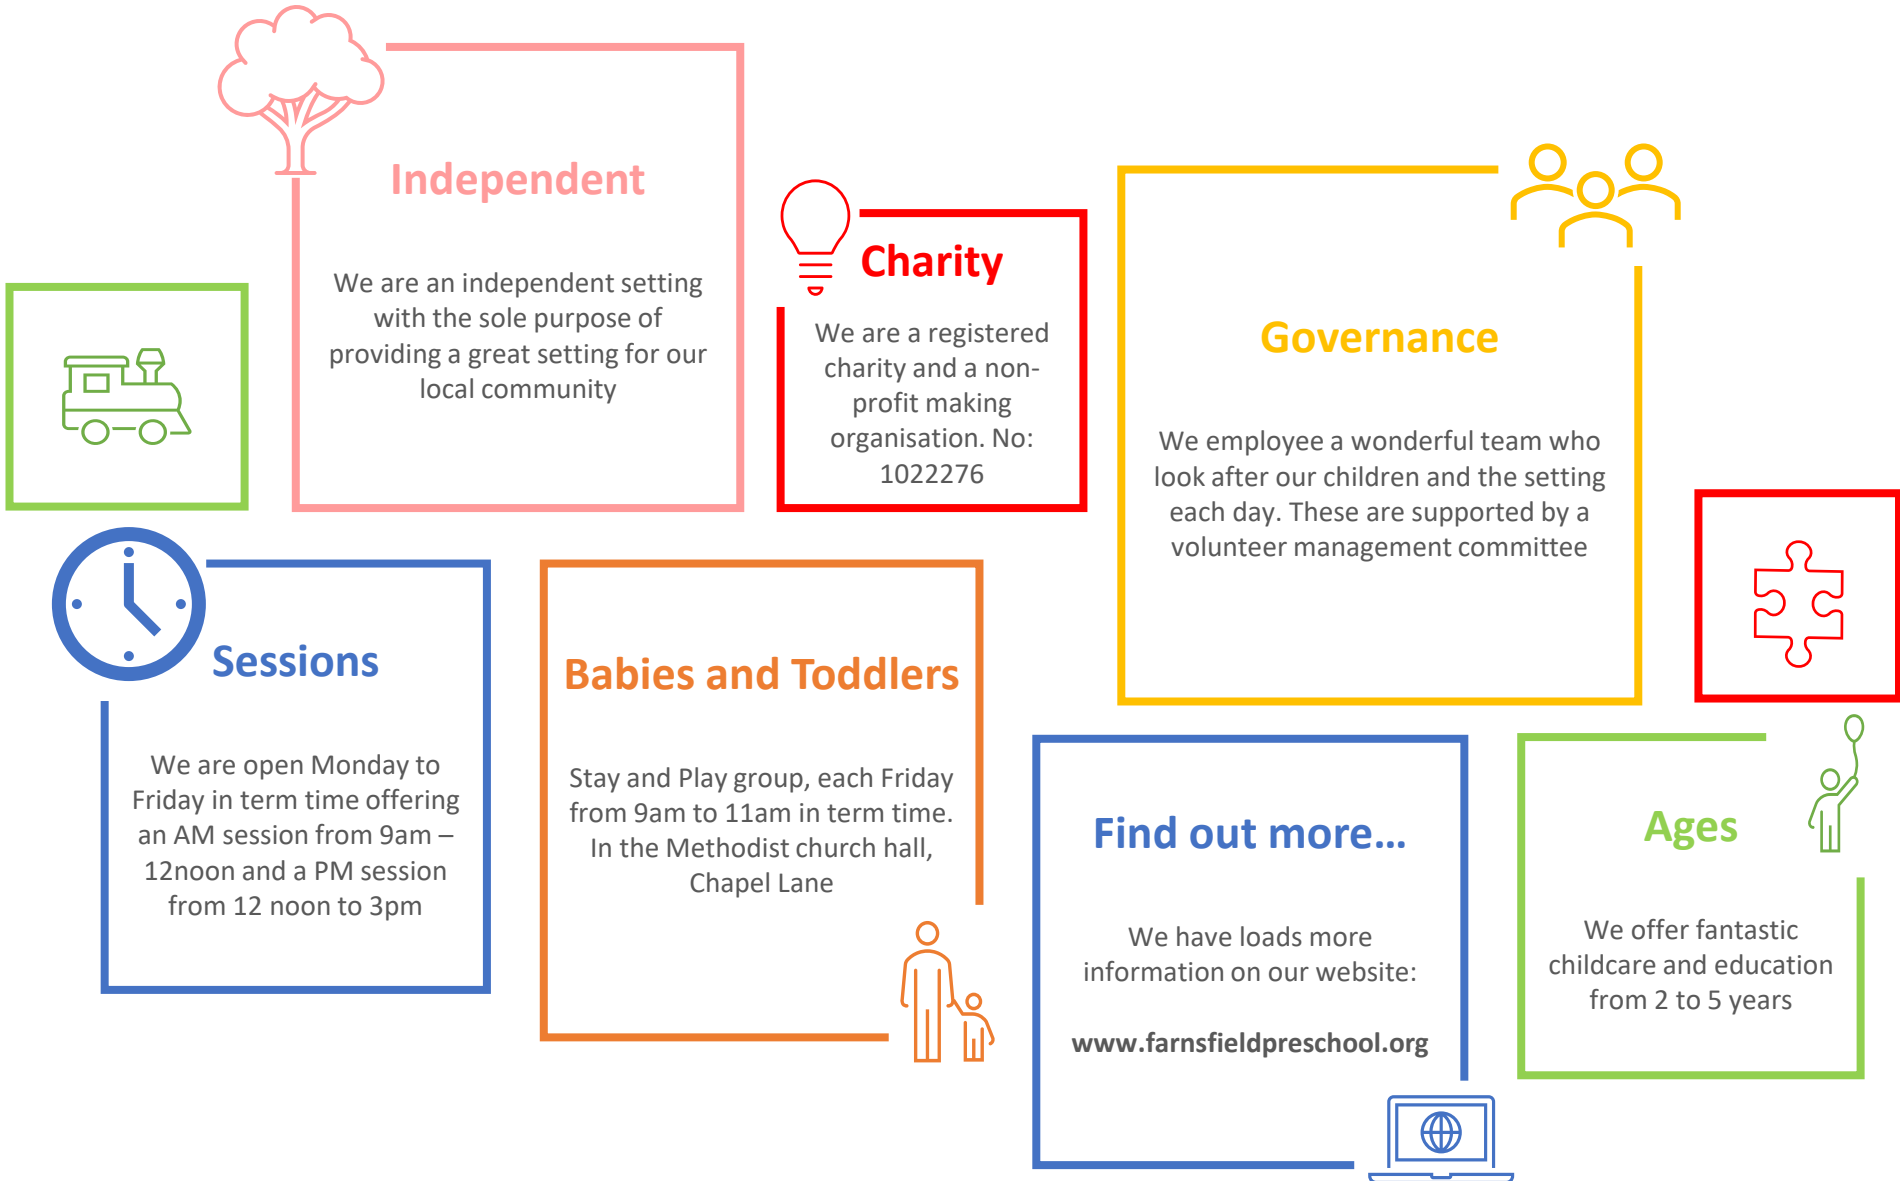 Independent
We are an independent setting
with the sole purpose of
providing a great setting for our
local community
Charity
We are a registered
charity and a non-
profit making
organisation. No:
1022276
Governance
We employee a wonderful team who
look after our children and the setting
each day. These are supported by a
volunteer management committee
Sessions
We are open Monday to
Friday in term time offering
an AM session from 9am –
12noon and a PM session
from 12 noon to 3pm
Babies and Toddlers
Stay and Play group, each Friday
from 9am to 11am in term time.
In the Methodist church hall,
Chapel Lane
Find out more...
We have loads more
information on our website:
www.farnsfieldpreschool.org
Ages
We offer fantastic
childcare and education
from 2 to 5 years